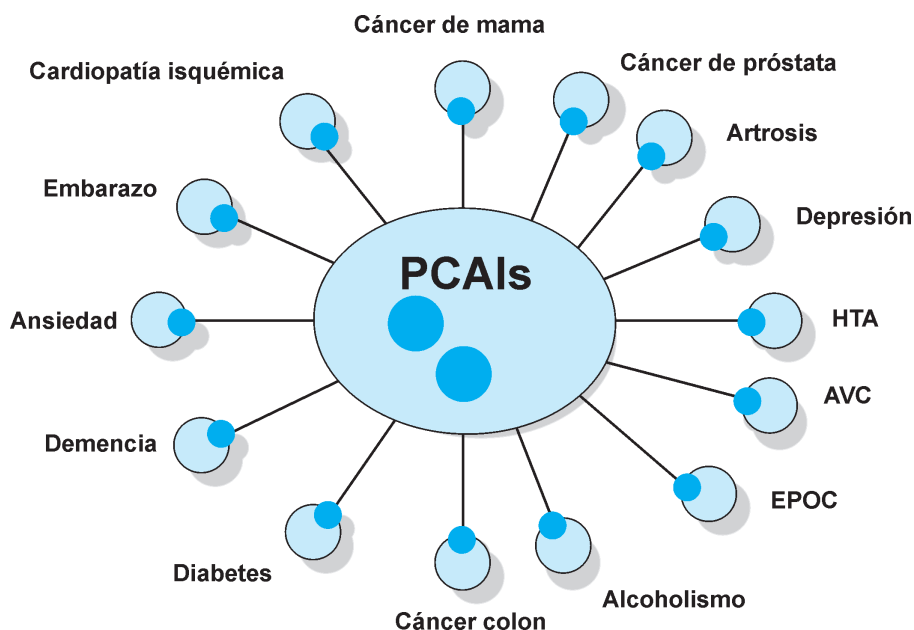 Cáncer de mama
Cardiopatía isquémica
Cáncer de próstata
Artrosis
Embarazo
Depresión
PCAIs
Ansiedad
HTA
AVC
Demencia
EPOC
Diabetes
Alcoholismo
Cáncer colon